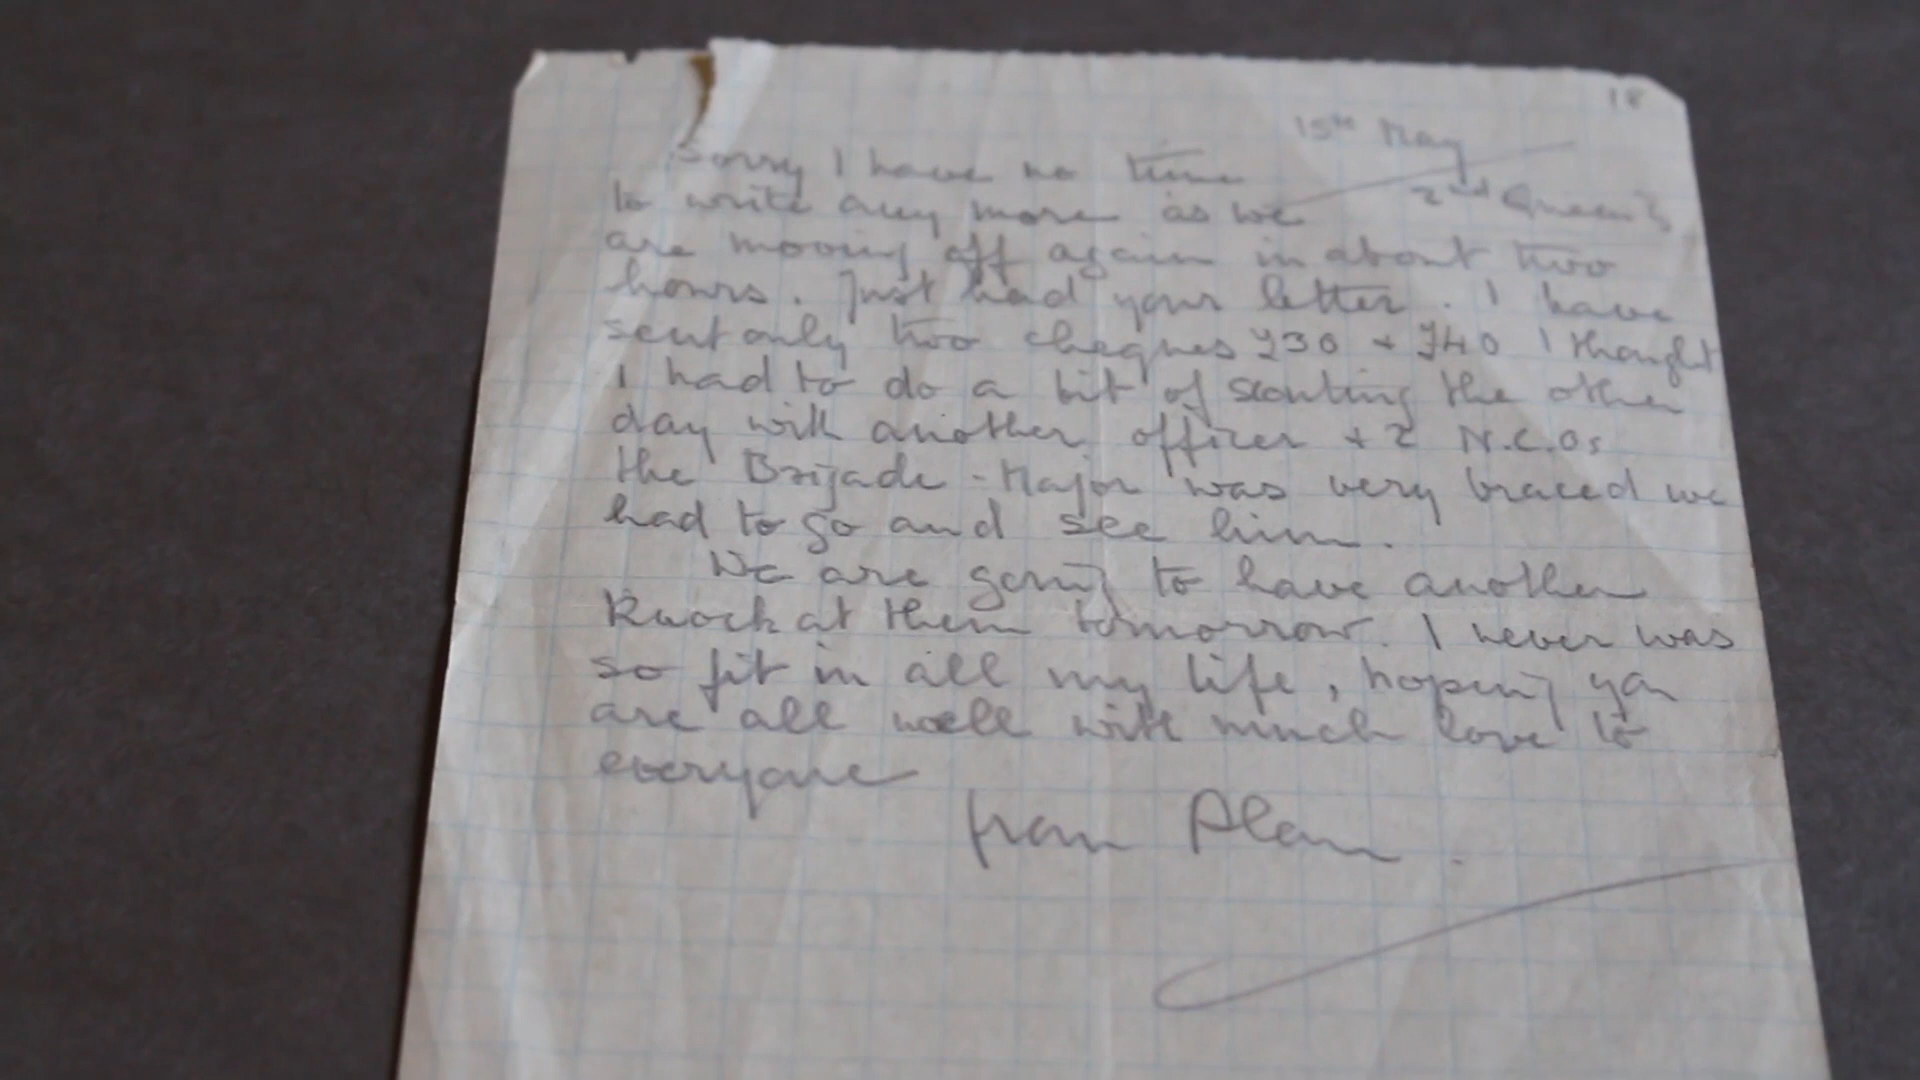 18
15th May
2nd Queen's
Sorry I have no time
to write any more as we
are moving off again in about two
hours. Just had your letter. I have
sent only two cheques £30 + £40 I thought
I had to do a bit of scouting the other
day with another officer + 2 N.C.Os
the Brigade-Major was very braced we
had to go and see him.
We are going to have another
knock at them tomorrow. I never was
so fit in all my life, hoping you
are all well with much love to
everyone
from Alan.